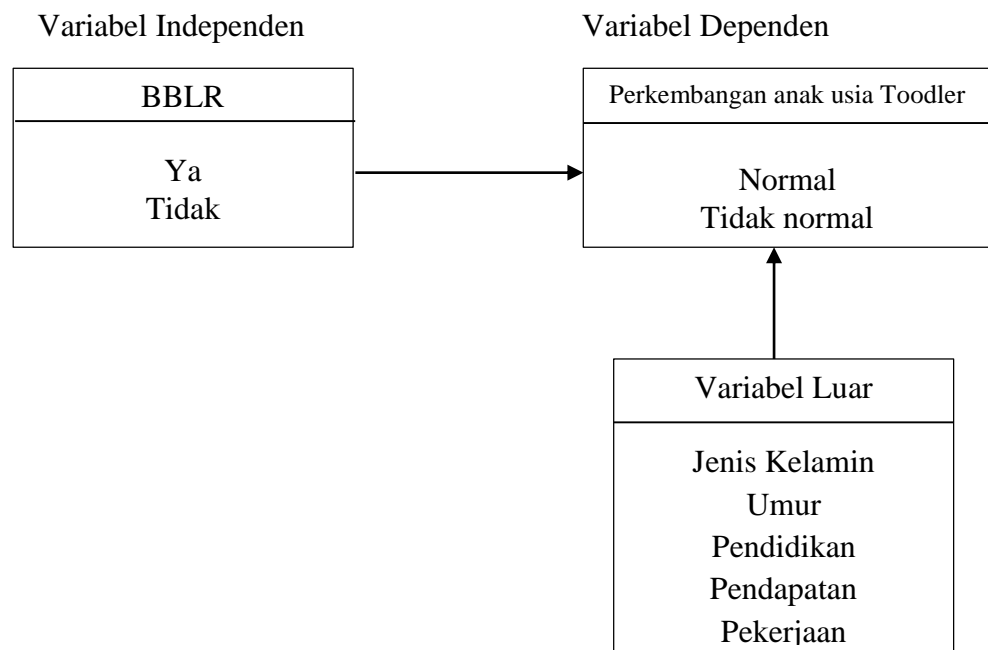 Variabel Independen
Variabel Dependen
BBLR
Ya
Tidak
Perkembangan anak usia Toodler
Normal
Tidak normal
Variabel Luar
Jenis Kelamin
Umur
Pendidikan
Pendapatan
Pekerjaan